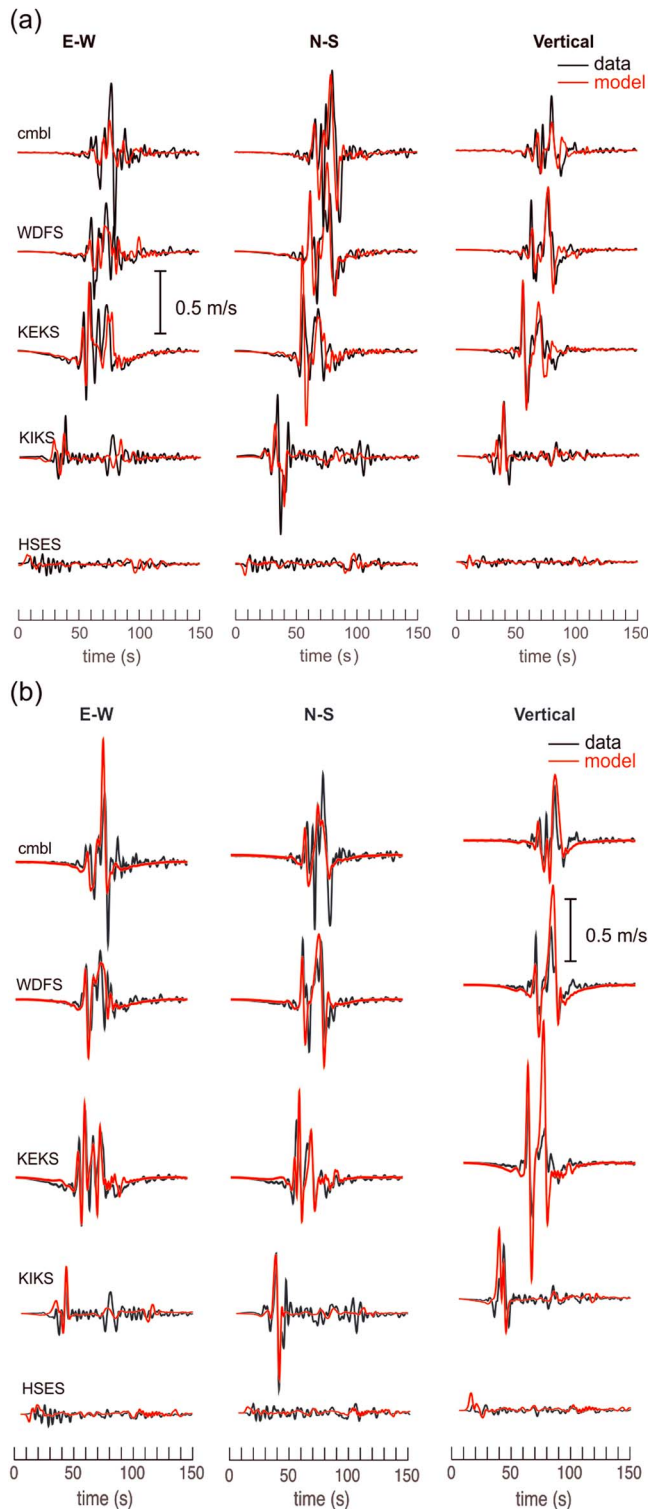 (a)
E-W N-S Vertical
data
model
cmbl
WDFS
0.5 m/s
KEKS
KIKS
HSES
0 50 100 150 0 50 100 150 0 50 100 150
time (s) time (s) time (s)
(b)
E-W N-S Vertical
data
model
cmbl
0.5 m/s
WDFS
KEKS
KIKS
HSES
0 50 100 150 0 50 100 150 0 50 100 150
time (s) time (s) time (s)